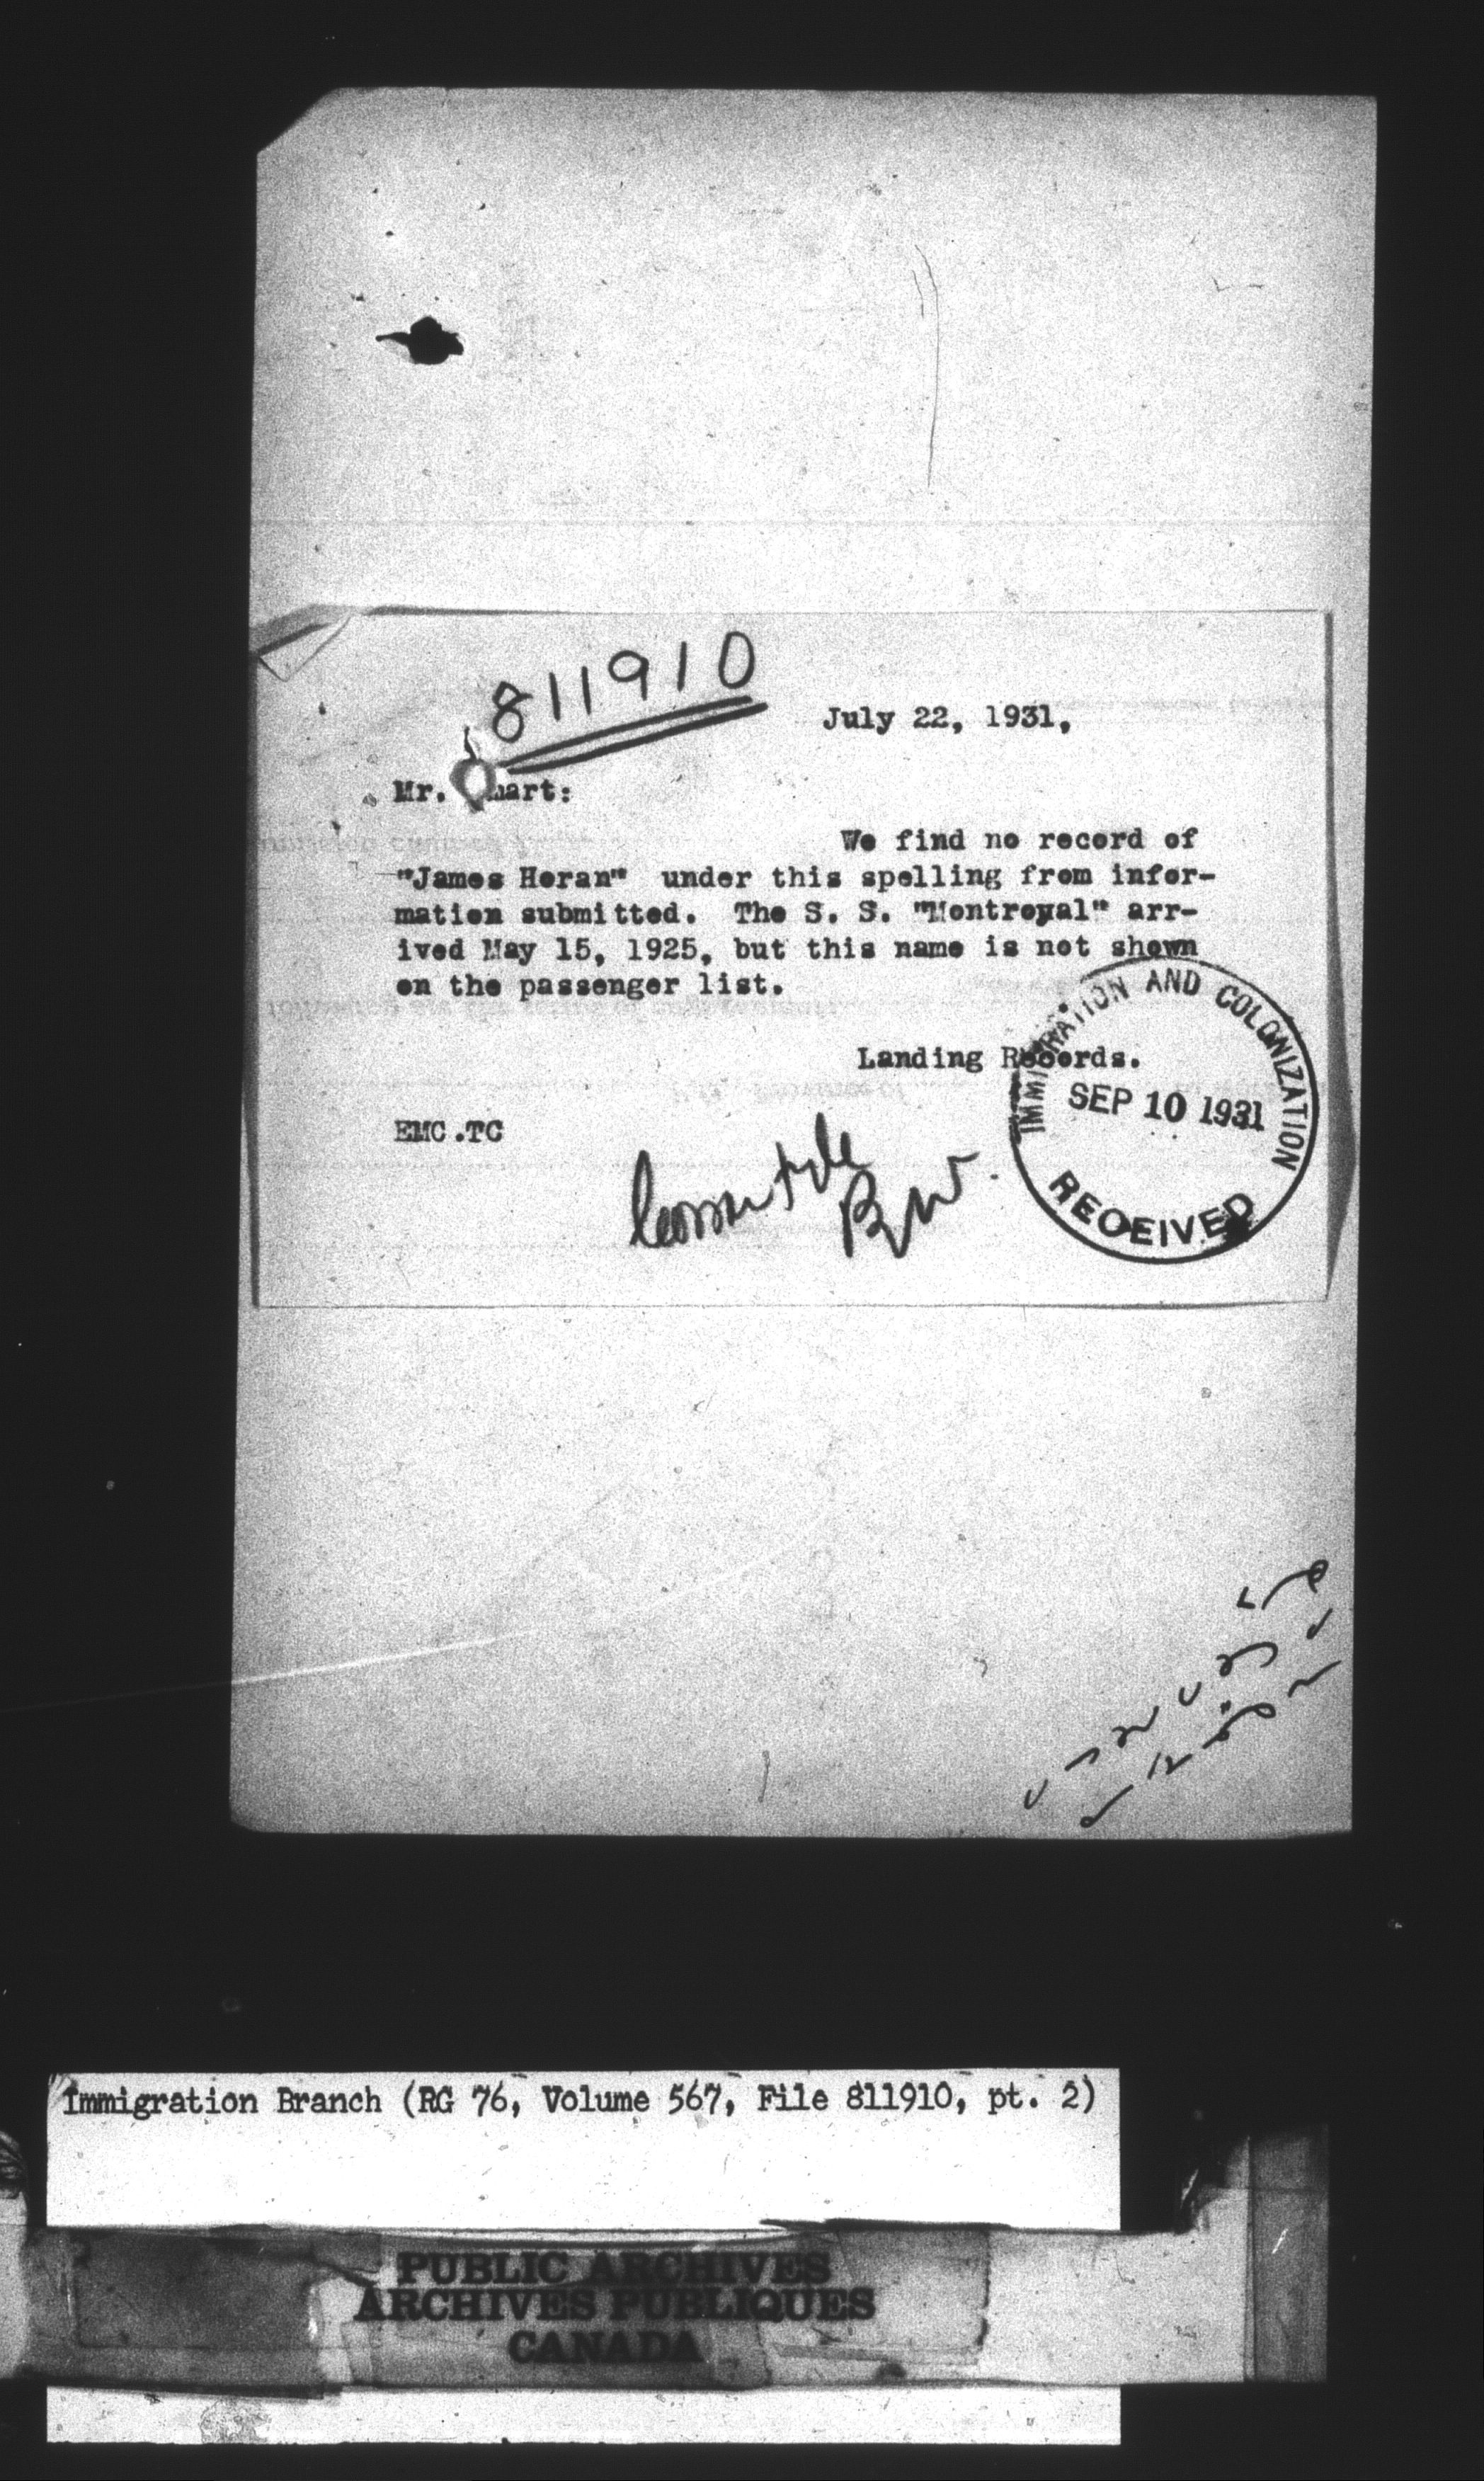 811910
July 22, 1931.
Mr. mart:
We find no record of
"James Horan" under this spelling from infor-
mation submitted. The S. S. "Montroyal" arr-
ived May 15, 1925, but this name is not shown
on the passenger list.
Landing Records.
EMC.TC
IMMIGRATION AND COLONIZATION
SEP 10 1931
RECEIVED
Immigration Branch (RG 76, Volume 567, File 811910, pt. 2)
PUBLIC ARCHIVES
ARCHIVES PUBLIQUES
CANADA